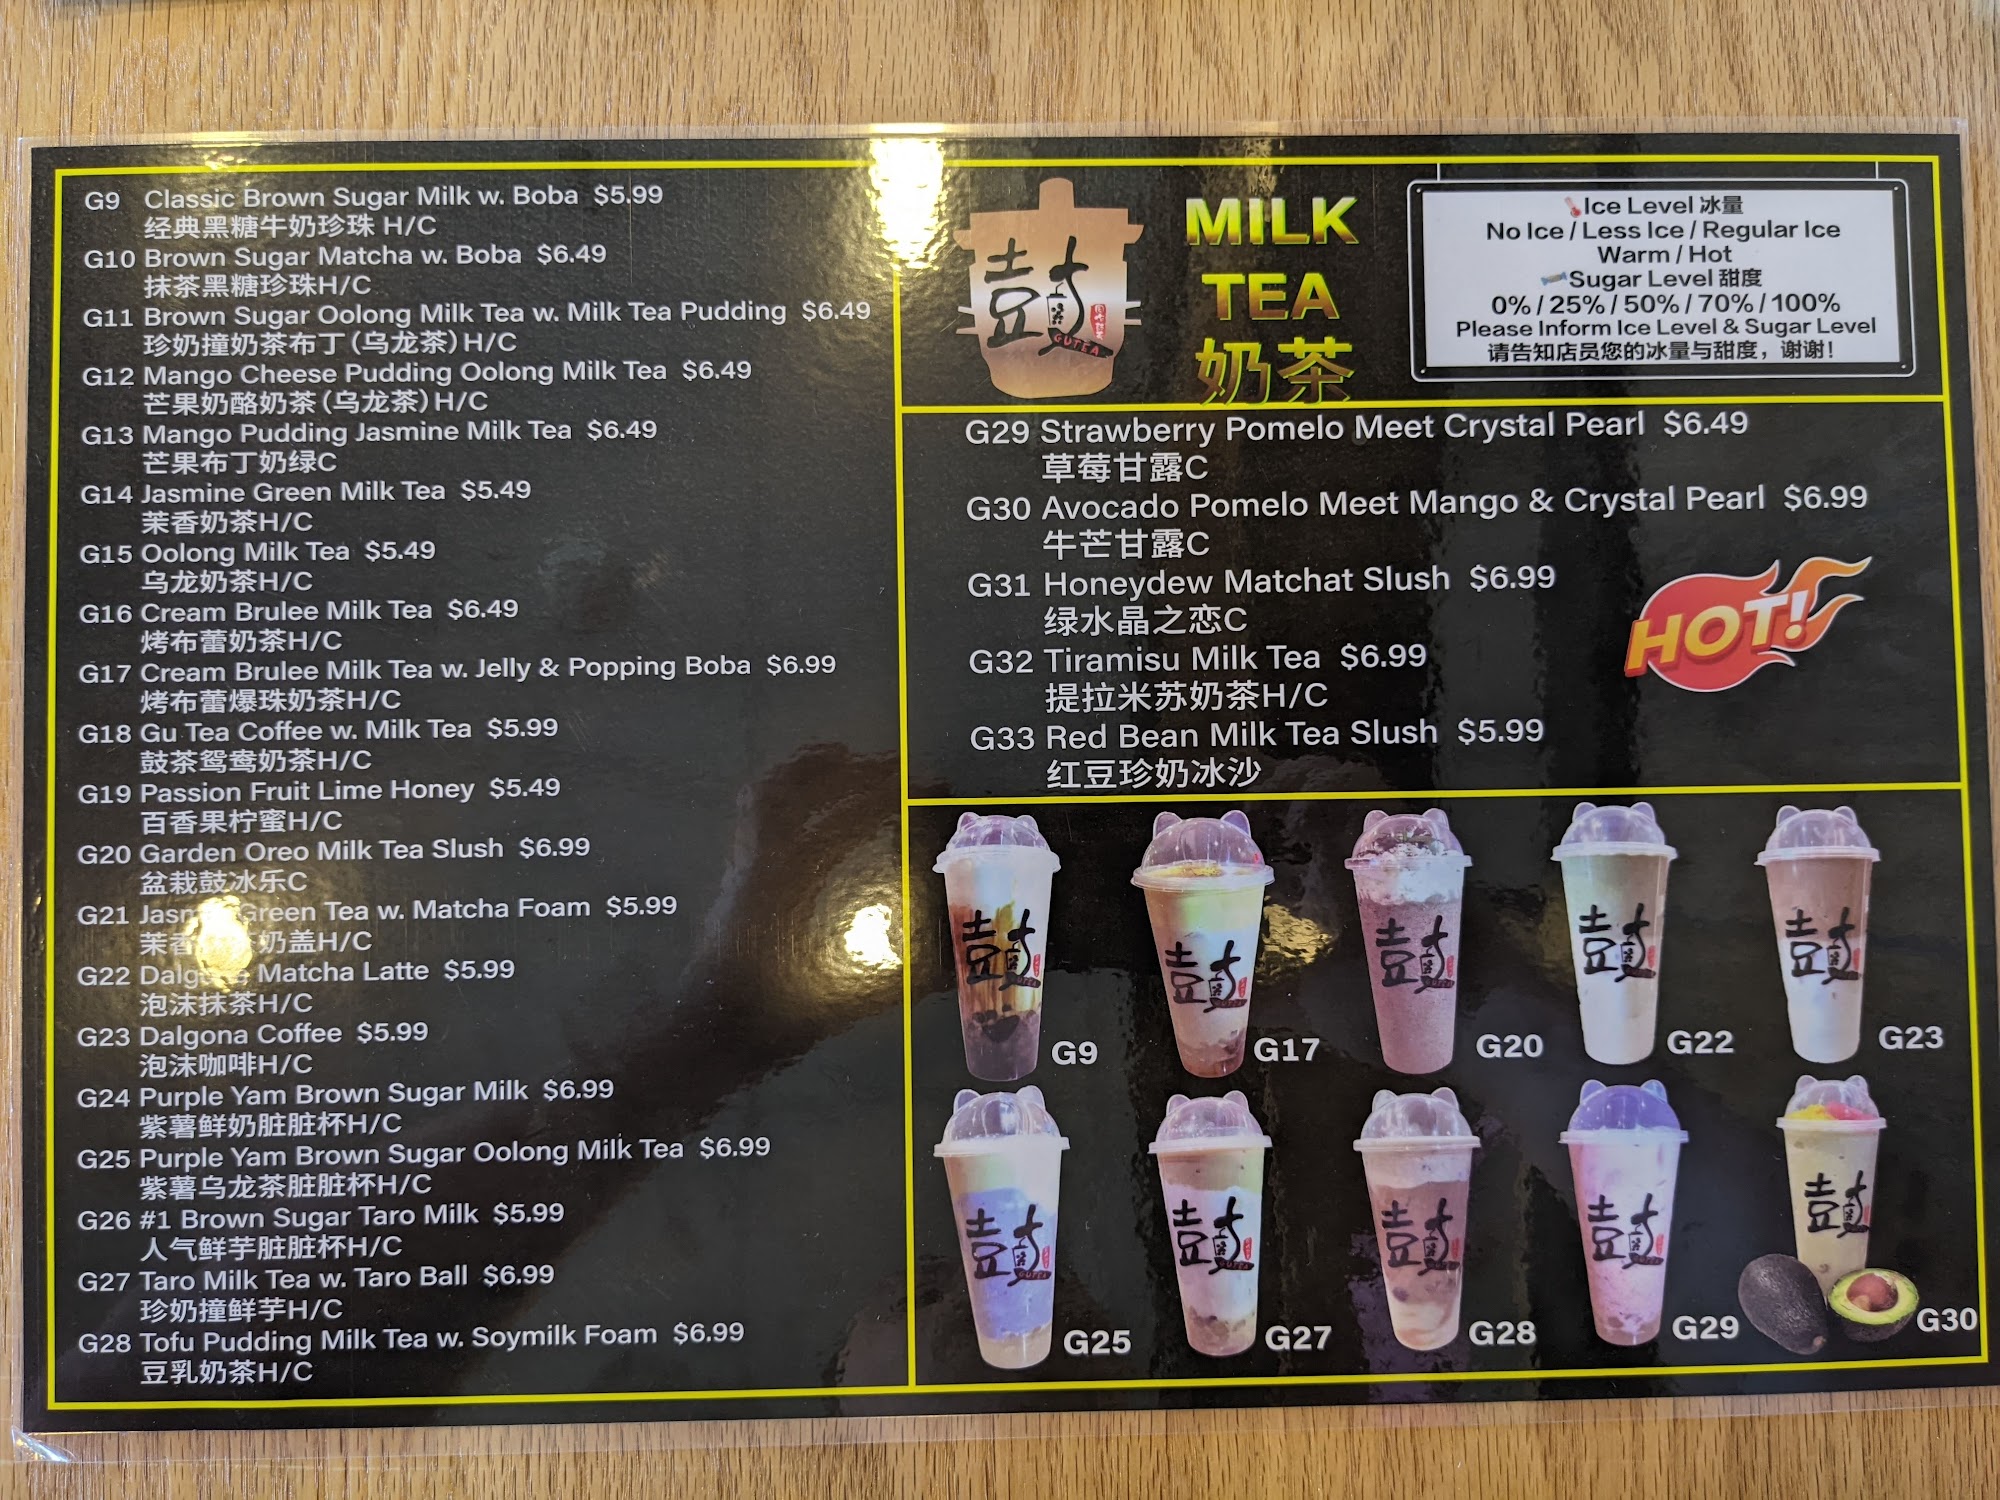 G9 Classic Brown Sugar Milk w. Boba $5.99
经典黑糖牛奶珍珠 H/C
G10 Brown Sugar Matcha w. Boba $6.49
抹茶黑糖珍珠H/C
G11 Brown Sugar Oolong Milk Tea w. Milk Tea Pudding $6.49
珍奶撞奶茶布丁(乌龙茶)H/C
G12 Mango Cheese Pudding Oolong Milk Tea $6.49
芒果奶酪奶茶(乌龙茶)H/C
G13 Mango Pudding Jasmine Milk Tea $6.49
芒果布丁奶绿C
G14 Jasmine Green Milk Tea $5.49
茉香奶茶H/C
G15 Oolong Milk Tea $5.49
乌龙奶茶H/C
G16 Cream Brulee Milk Tea $6.49
烤布蕾奶茶H/C
G17 Cream Brulee Milk Tea w. Jelly & Popping Boba $6.99
烤布蕾爆珠奶茶H/C
G18 Gu Tea Coffee w. Milk Tea $5.99
鼓茶鸳鸯奶茶H/C
G19 Passion Fruit Lime Honey $5.49
百香果柠蜜H/C
G20 Garden Oreo Milk Tea Slush $6.99
盆栽鼓冰乐C
G21 Green Tea w. Matcha Foam $5.99
茉香 奶盖H/C
G22 Matcha Latte $5.99
泡沫抹茶H/C
G23 Dalgona Coffee $5.99
泡沫咖啡H/C
G24 Purple Yam Brown Sugar Milk $6.99
紫薯鲜奶脏脏杯H/C
G25 Purple Yam Brown Sugar Oolong Milk Tea $6.99
紫薯乌龙茶脏脏杯H/C
G26 #1 Brown Sugar Taro Milk $5.99
人气鲜芋脏脏杯H/C
G27 Taro Milk Tea w. Taro Ball $6.99
珍奶撞鲜芋H/C
G28 Tofu Pudding Milk Tea w. Soymilk Foam $6.99
豆乳奶茶H/C
鼓
GUTEA
MILK
TEA
奶茶
Ice Level 冰量
No Ice / Less Ice / Regular Ice
Warm / Hot
Sugar Level 甜度
0% / 25% / 50% / 70% / 100%
Please Inform Ice Level & Sugar Level
请告知店员您的冰量与甜度，谢谢！
G29 Strawberry Pomelo Meet Crystal Pearl $6.49
草莓甘露C
G30 Avocado Pomelo Meet Mango & Crystal Pearl $6.99
牛芒甘露C
G31 Honeydew Matchat Slush $6.99
绿水晶之恋C
G32 Tiramisu Milk Tea $6.99
提拉米苏奶茶H/C
G33 Red Bean Milk Tea Slush $5.99
红豆珍奶冰沙
HOT!
鼓 鼓 鼓 鼓 鼓
G9 G17 G20 G22 G23
鼓 鼓 鼓 鼓 鼓
G25 G27 G28 G29 G30